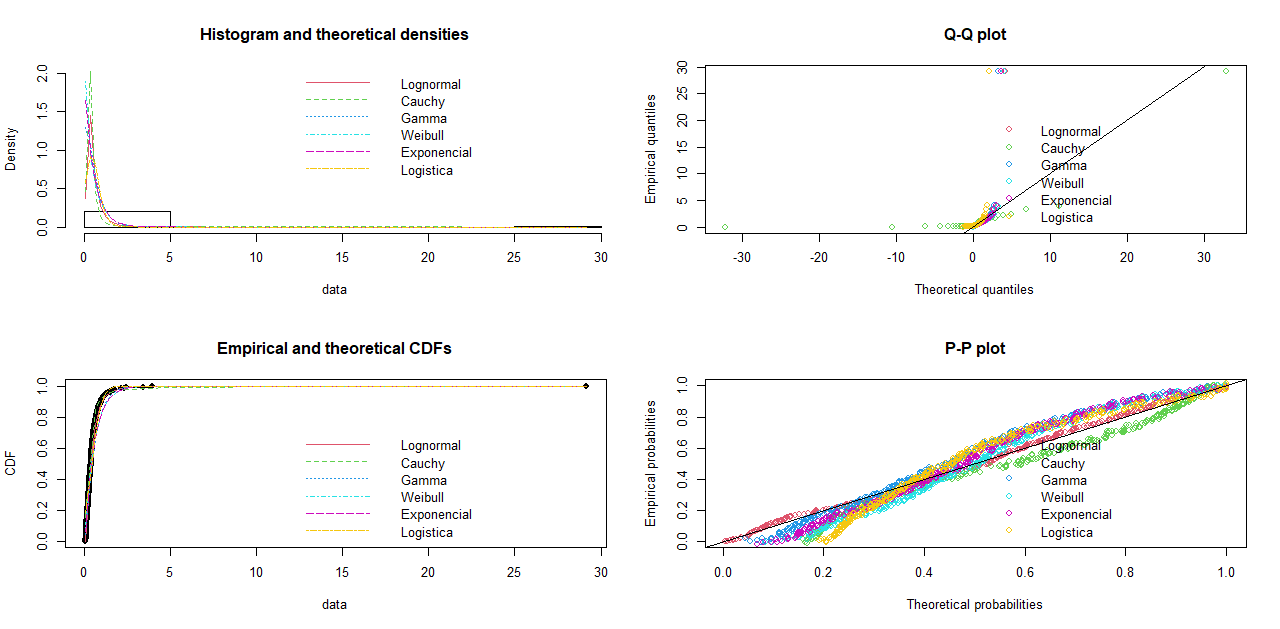 Histogram and theoretical densities
Density
0.0 0.5 1.0 1.5 2.0
Lognormal
Cauchy
Gamma
Weibull
Exponencial
Logistica
0 5 10 15 20 25 30
data
Q-Q plot
Empirical quantiles
0 5 10 15 20 25 30
Lognormal
Cauchy
Gamma
Weibull
Exponencial
Logistica
-30 -20 -10 0 10 20 30
Theoretical quantiles
Empirical and theoretical CDFs
CDF
0.0 0.2 0.4 0.6 0.8 1.0
Lognormal
Cauchy
Gamma
Weibull
Exponencial
Logistica
0 5 10 15 20 25 30
data
P-P plot
Empirical probabilities
0.0 0.2 0.4 0.6 0.8 1.0
Lognormal
Cauchy
Gamma
Weibull
Exponencial
Logistica
0.0 0.2 0.4 0.6 0.8 1.0
Theoretical probabilities